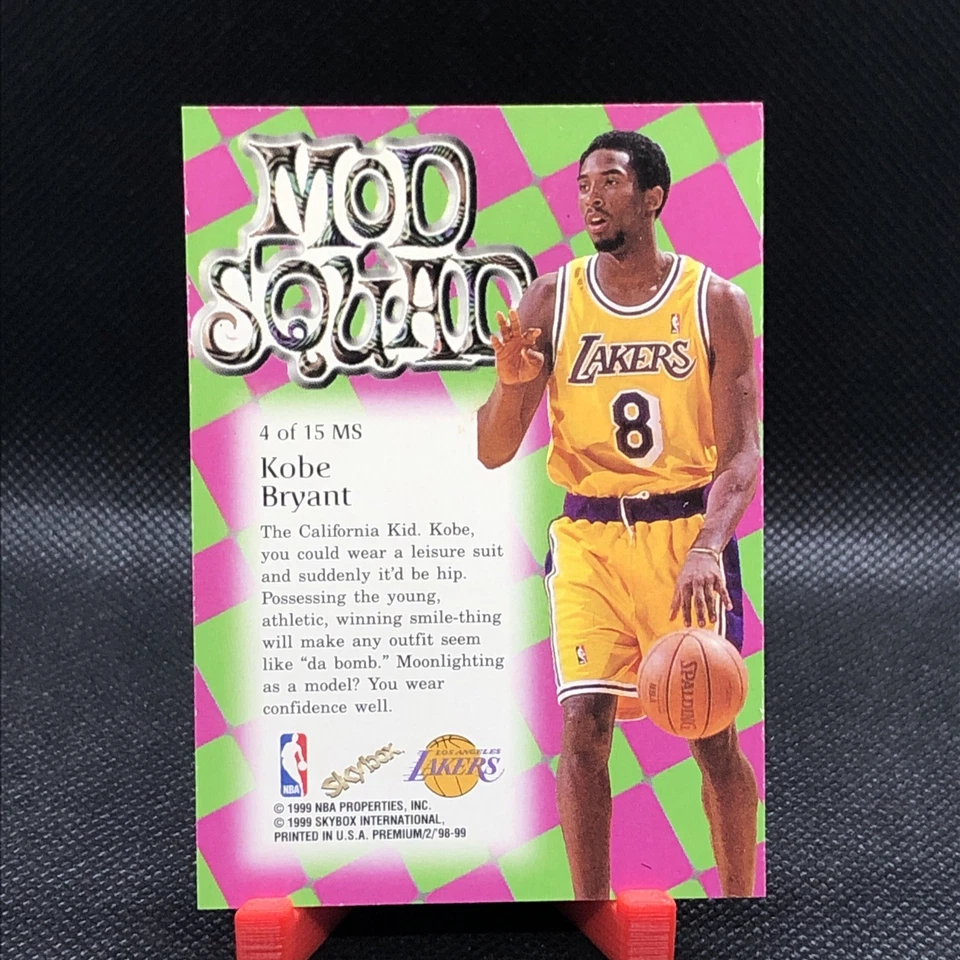 MOD
SQUAD
LAKERS
8
4 of 15 MS
Kobe
Bryant
The California Kid. Kobe,
you could wear a leisure suit
and suddenly it'd be hip.
Possessing the young,
athletic, winning smile-thing
will make any outfit seem
like "da bomb." Moonlighting
as a model? You wear
confidence well.
SPALDING
NBA
NBA
SkyBox
LOS ANGELES
LAKERS
© 1999 NBA PROPERTIES, INC.
© 1999 SKYBOX INTERNATIONAL,
PRINTED IN U.S.A. PREMIUM/2/'98-99